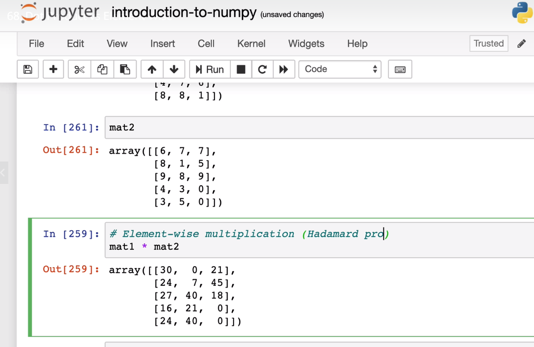 jupyter introduction-to-numpy (unsaved changes)
File Edit View Insert Cell Kernel Widgets Help Trusted
Run Code
[4, 7, 0],
[8, 8, 1]])
In [261]: mat2
Out[261]: array([[6, 7, 7],
[8, 1, 5],
[9, 8, 9],
[4, 3, 0],
[3, 5, 0]])
In [259]: # Element-wise multiplication (Hadamard pro)
mat1 * mat2
Out[259]: array([[30, 0, 21],
[24, 7, 45],
[27, 40, 18],
[16, 21, 0],
[24, 40, 0]])